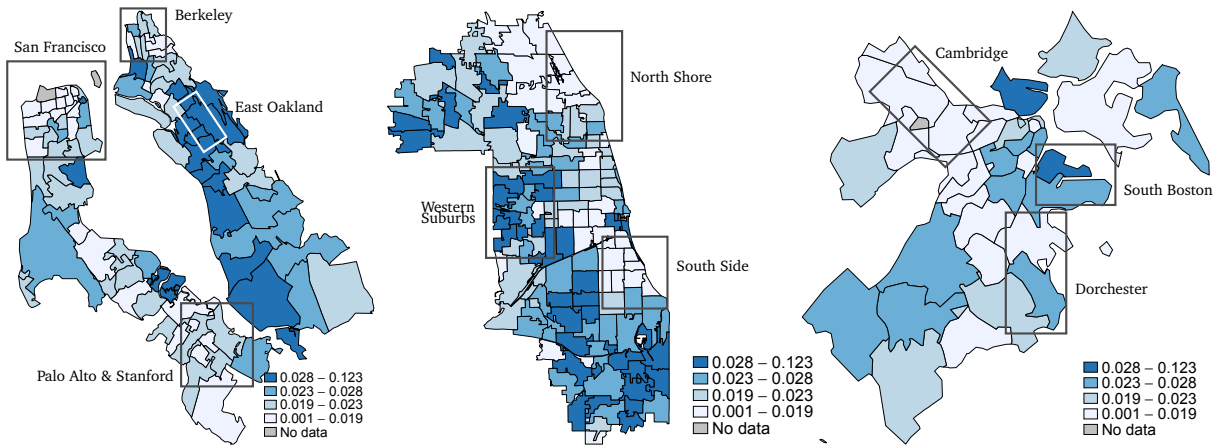 Berkeley
San Francisco
East Oakland
Palo Alto & Stanford
0.028 – 0.123
0.023 – 0.028
0.019 – 0.023
0.001 – 0.019
No data
North Shore
Western
Suburbs
South Side
0.028 – 0.123
0.023 – 0.028
0.019 – 0.023
0.001 – 0.019
No data
Cambridge
South Boston
Dorchester
0.028 – 0.123
0.023 – 0.028
0.019 – 0.023
0.001 – 0.019
No data